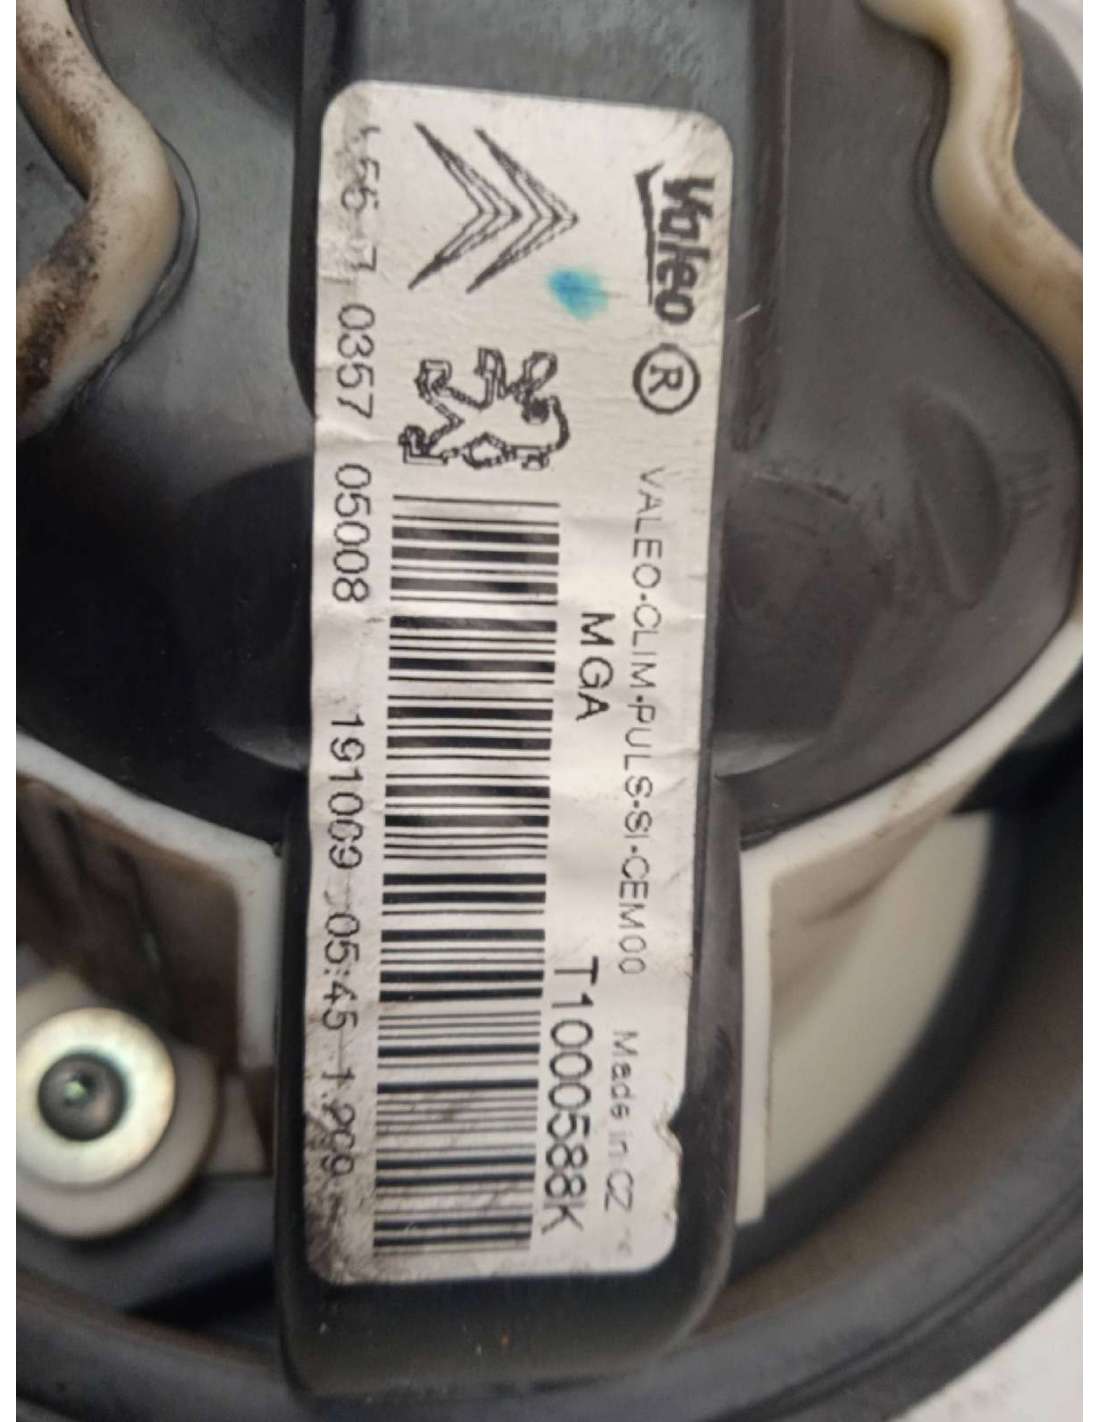 Valeo ® VALEO-CLIM-PULS-SI-CEM00 Made in CZ
MGA T1000588K
0357 05008 191009 05:45